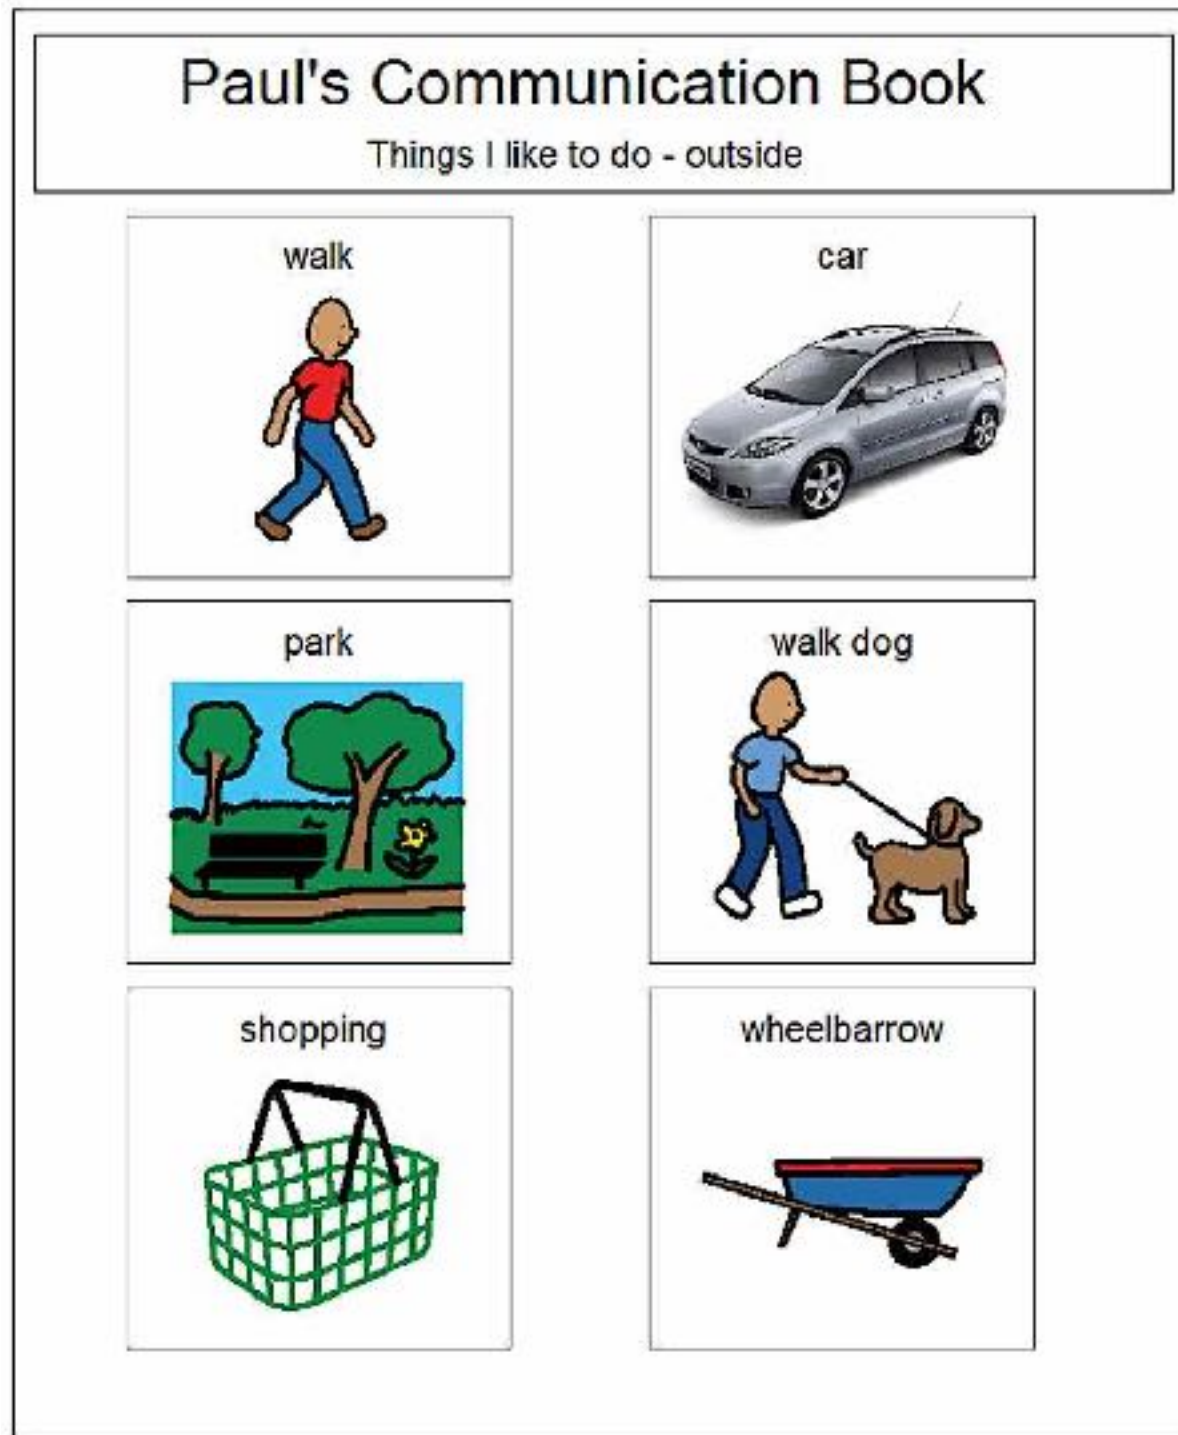 Paul's Communication Book
Things I like to do - outside
walk
car
park
walk dog
shopping
wheelbarrow